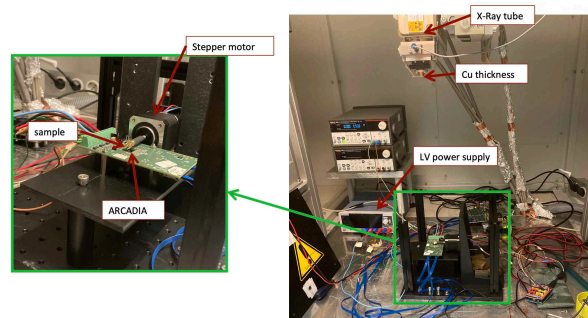 Stepper motor
sample
ARCADIA
X-Ray tube
Cu thickness
LV power supply